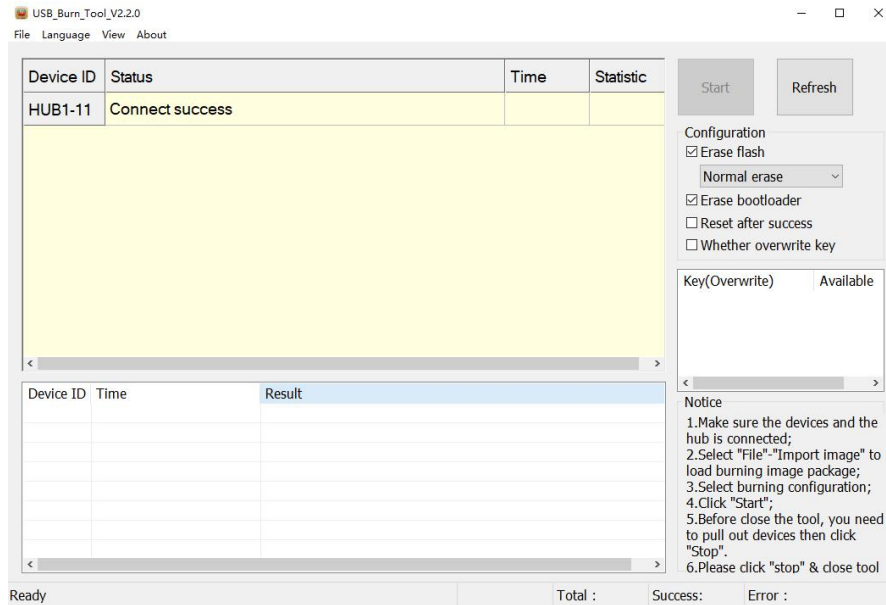 USB_Burn_Tool_V2.2.0
File Language View About
Device ID Status Time Statistic
HUB1-11 Connect success
Start Refresh
Configuration
Erase flash
Normal erase
Erase bootloader
Reset after success
Whether overwrite key
Key(Overwrite) Available
Device ID Time Result
Notice
1.Make sure the devices and the
hub is connected;
2.Select "File"-"Import image" to
load burning image package;
3.Select burning configuration;
4.Click "Start";
5.Before close the tool, you need
to pull out devices then click
"Stop".
6.Please click "stop" & close tool
Ready Total : Success: Error :